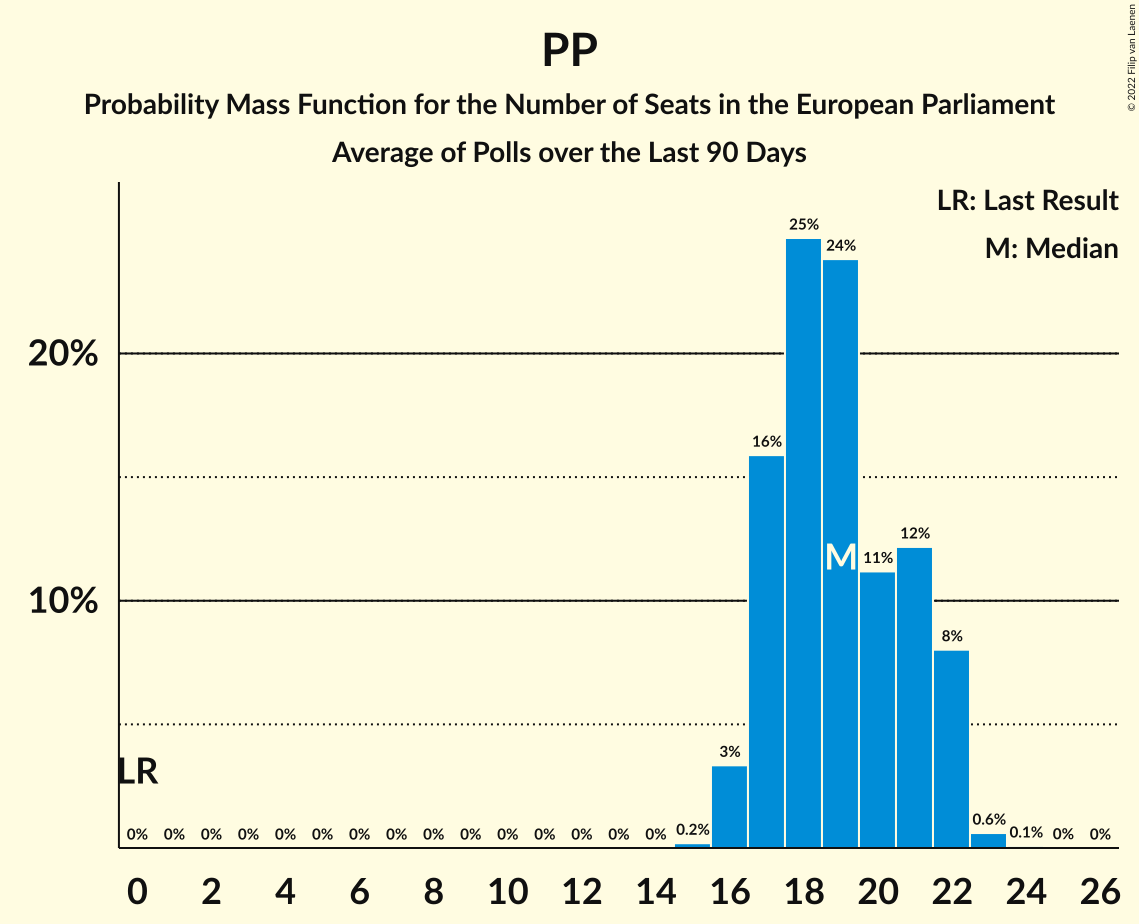 PP
Probability Mass Function for the Number of Seats in the European Parliament
Average of Polls over the Last 90 Days
© 2022 Filip van Laenen
LR: Last Result
M: Median
20%
10%
25%
24%
16%
12%
11%
8%
3%
0.2%
0.6%
0.1%
M
LR
0% 0% 0% 0% 0% 0% 0% 0% 0% 0% 0% 0% 0% 0% 0% 0% 0%
0 2 4 6 8 10 12 14 16 18 20 22 24 26